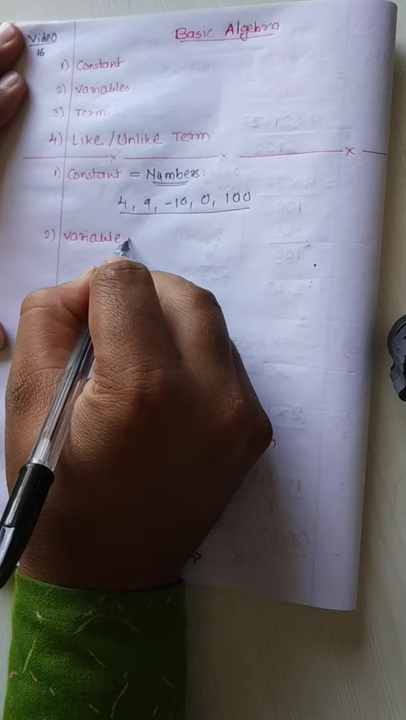 Video
16
Basic Algebra
1) Constant
2) Variables
3) Term
4) Like/Unlike Term
1) Constant = Numbers.
4, 9, -10, 0, 100
2) Variable